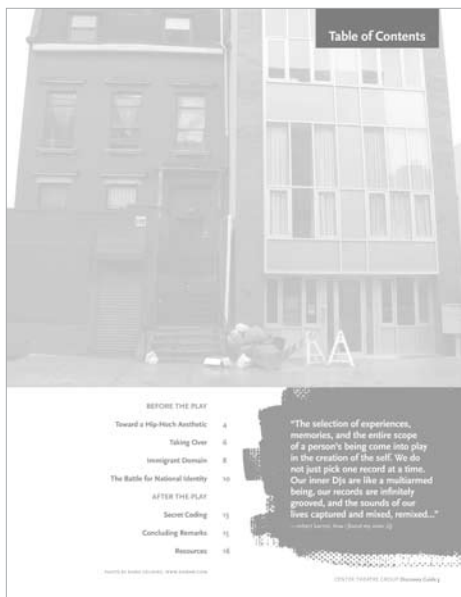 Table of Contents
BEFORE THE PLAY
Toward a Hip-Hoch Aesthetic 4
Taking Over 6
Immigrant Domain 8
The Battle for National Identity 10
AFTER THE PLAY
Secret Coding 13
Concluding Remarks 15
Resources 16
"The selection of experiences,
memories, and the entire scope
of a person's being come into play
in the creation of the self. We do
not just pick one record at a time.
Our inner DJs are like a multiarmed
being, our records are infinitely
grooved, and the sounds of our
lives captured and mixed, remixed..."
CENTER THEATRE GROUP Discovery Guide 3